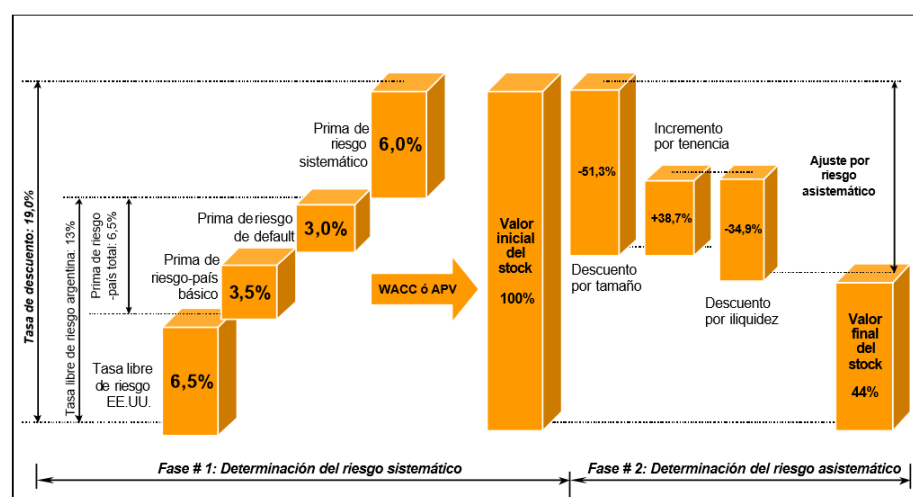 Tasa de descuento: 19,0%
Tasa libre de riesgo argentina: 13%
Prima de riesgo
-país total: 6,5%
Prima de
riesgo
sistemático
6,0%
Prima de riesgo
de default
3,0%
Prima de
riesgo-país
básico
3,5%
Tasa libre
de riesgo
EE.UU.
6,5%
WACC ó APV
Valor
inicial
del
stock
100%
-51,3%
Descuento
por tamaño
Incremento
por tenencia
+38,7%
-34,9%
Descuento
por iliquidez
Ajuste por
riesgo
asistemático
Valor
final
del
stock
44%
Fase # 1: Determinación del riesgo sistemático
Fase # 2: Determinación del riesgo asistemático